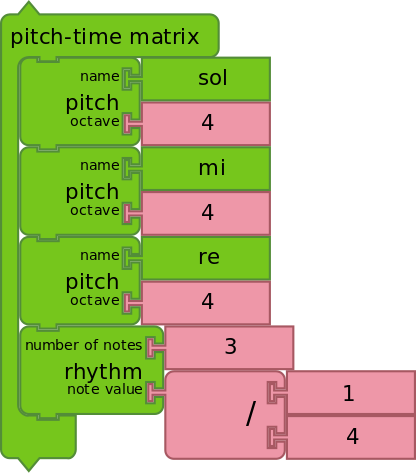 pitch-time matrix
name sol
pitch
octave 4
name mi
pitch
octave 4
name re
pitch
octave 4
number of notes 3
rhythm
note value / 1
4